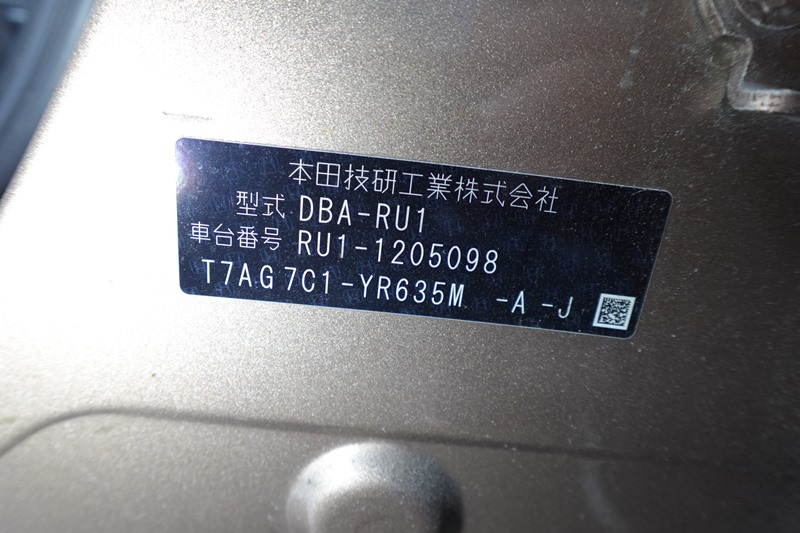 本田技研工業株式会社
型式 DBA-RU1
車台番号 RU1-1205098
T7AG7C1-YR635M -A -J